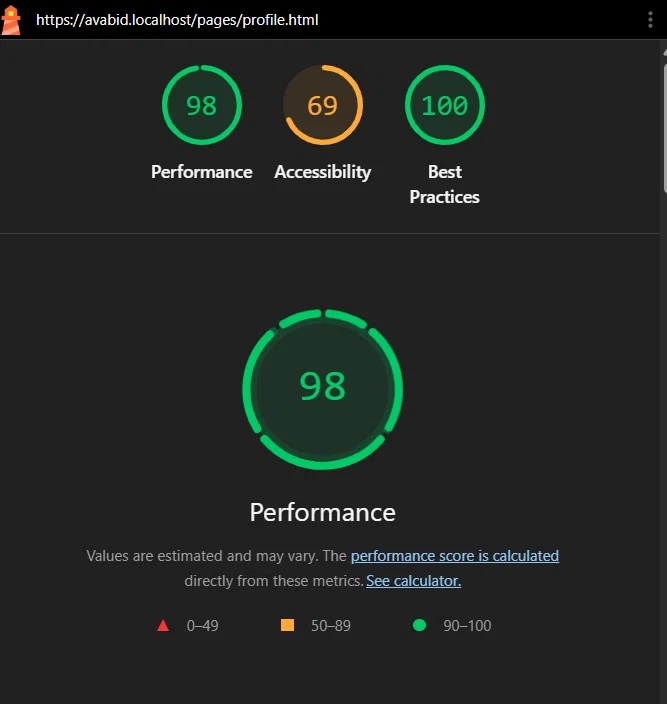 https://avabid.localhost/pages/profile.html
98
69
100
Performance
Accessibility
Best
Practices
98
Performance
Values are estimated and may vary. The performance score is calculated
directly from these metrics. See calculator.
0–49
50–89
90–100